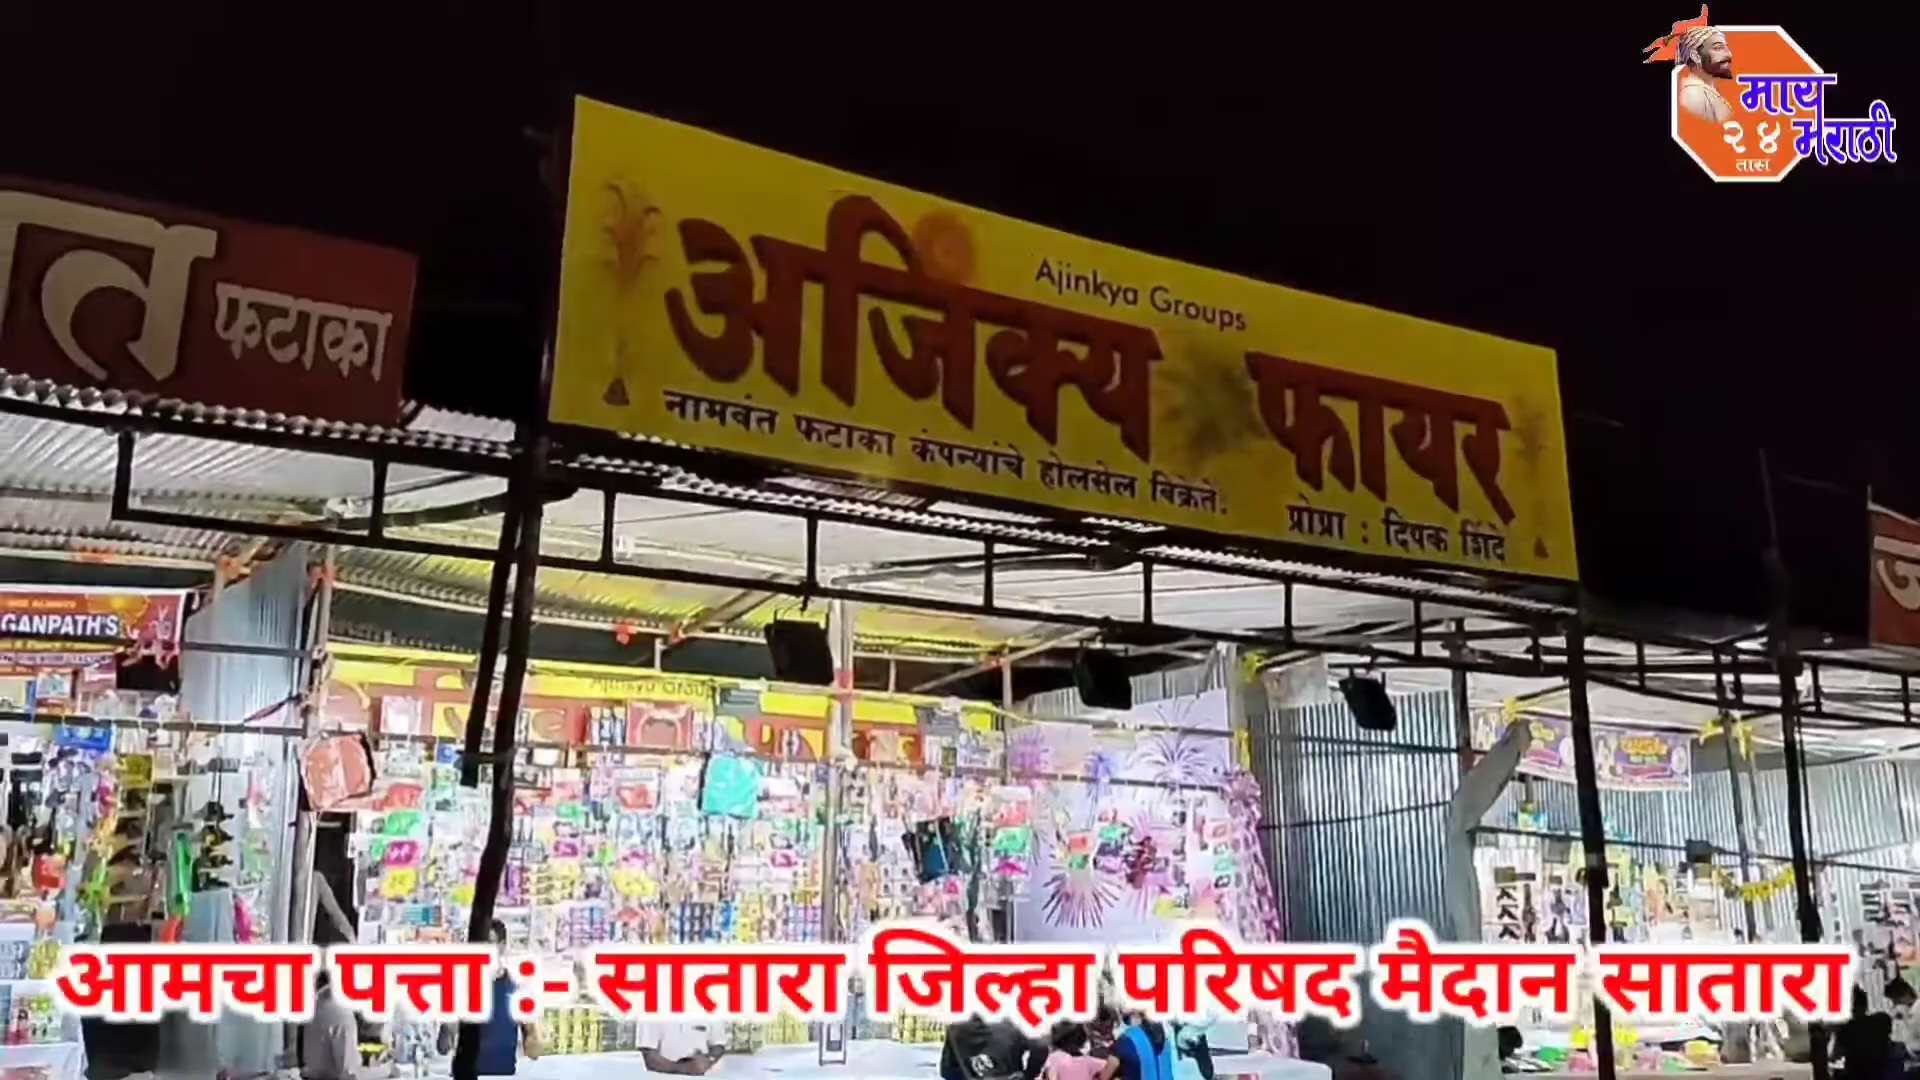 माय
मराठी
२४
तास
त फटाका
Ajinkya Groups
अजिंक्य फायर
नामवंत फटाका कंपन्यांचे होलसेल विक्रेते.
प्रोप्रा : दिपक शिंदे
GANPATH'S
Ajinkya Group
आमचा पत्ता :- सातारा जिल्हा परिषद मैदान सातारा